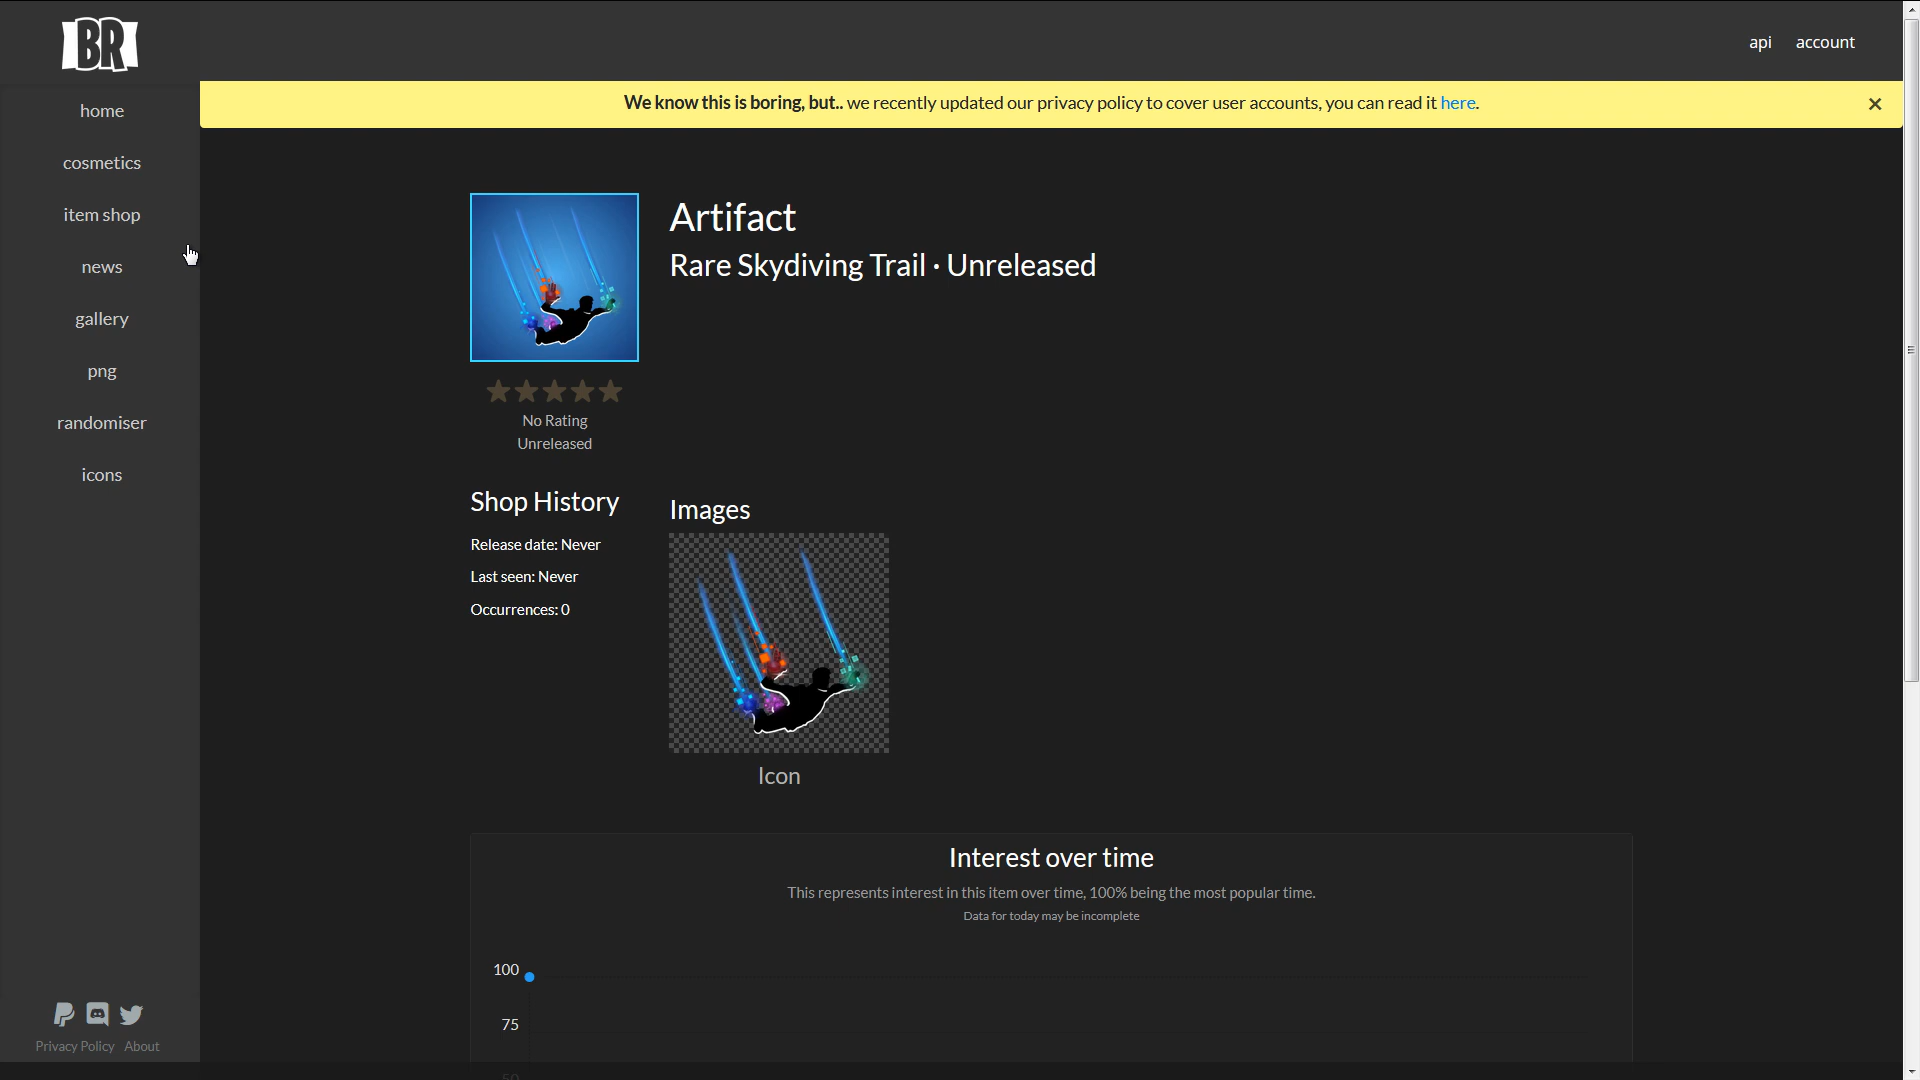 BR
api account
home
cosmetics
item shop
news
gallery
png
randomiser
icons
Privacy Policy About
We know this is boring, but.. we recently updated our privacy policy to cover user accounts, you can read it here.
Artifact
Rare Skydiving Trail · Unreleased
No Rating
Unreleased
Shop History
Release date: Never
Last seen: Never
Occurrences: 0
Images
Icon
Interest over time
This represents interest in this item over time, 100% being the most popular time.
Data for today may be incomplete
100
75
50